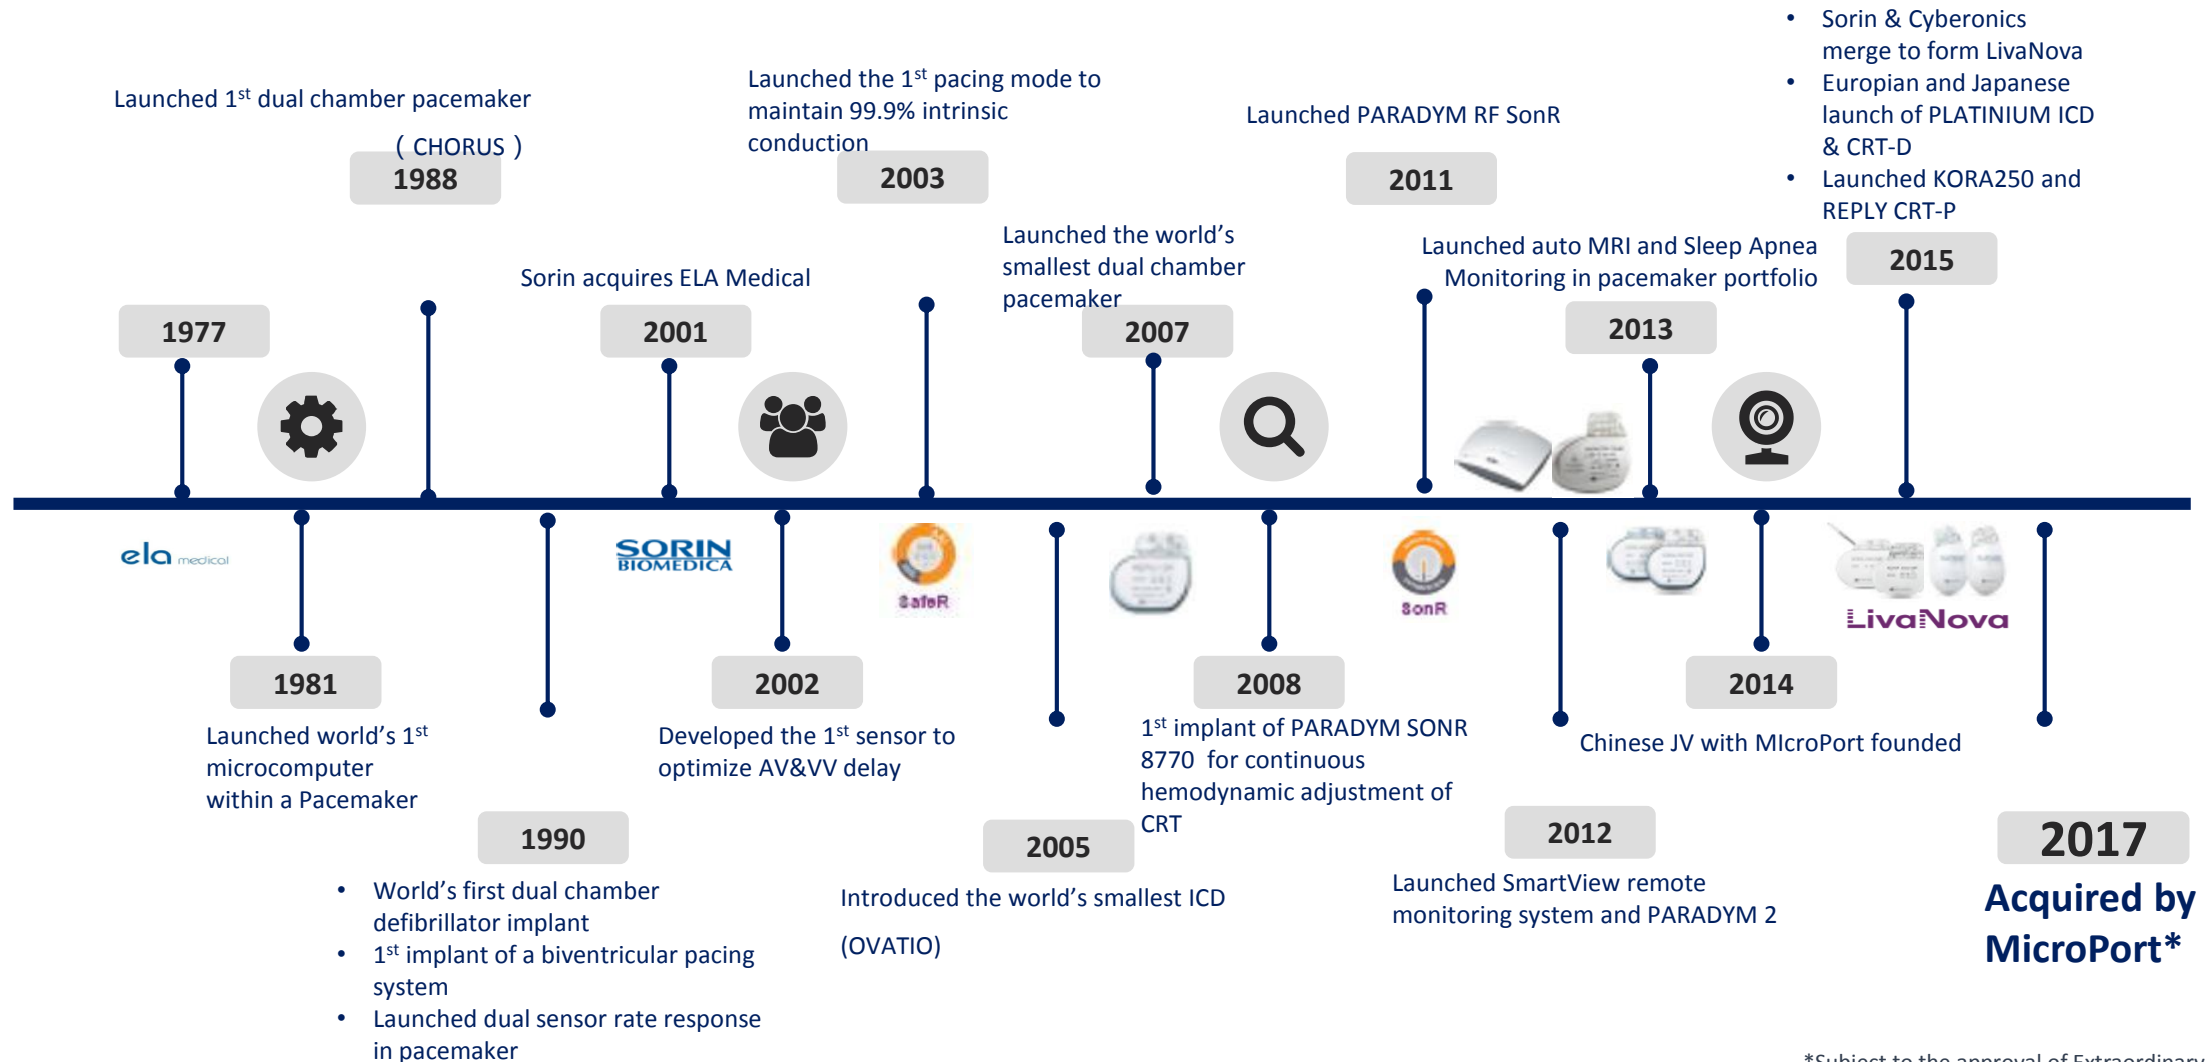 Launched 1st dual chamber pacemaker
( CHORUS )
1988
Launched the 1st pacing mode to
maintain 99.9% intrinsic
conduction
2003
Launched PARADYM RF SonR
2011
• Sorin & Cyberonics
merge to form LivaNova
• Europian and Japanese
launch of PLATINIUM ICD
& CRT-D
• Launched KORA250 and
REPLY CRT-P
2015
1977
Sorin acquires ELA Medical
2001
Launched the world's
smallest dual chamber
pacemaker
2007
Launched auto MRI and Sleep Apnea
Monitoring in pacemaker portfolio
2013
ela medical
SORIN
BIOMEDICA
SafeR
SonR
LivaNova
1981
Launched world's 1st
microcomputer
within a Pacemaker
2002
Developed the 1st sensor to
optimize AV&VV delay
2008
1st implant of PARADYM SONR
8770 for continuous
hemodynamic adjustment of
CRT
2014
Chinese JV with MIcroPort founded
1990
• World's first dual chamber
defibrillator implant
• 1st implant of a biventricular pacing
system
• Launched dual sensor rate response
in pacemaker
2005
Introduced the world's smallest ICD
(OVATIO)
2012
Launched SmartView remote
monitoring system and PARADYM 2
2017
Acquired by
MicroPort*
*Subject to the approval of Extraordinary